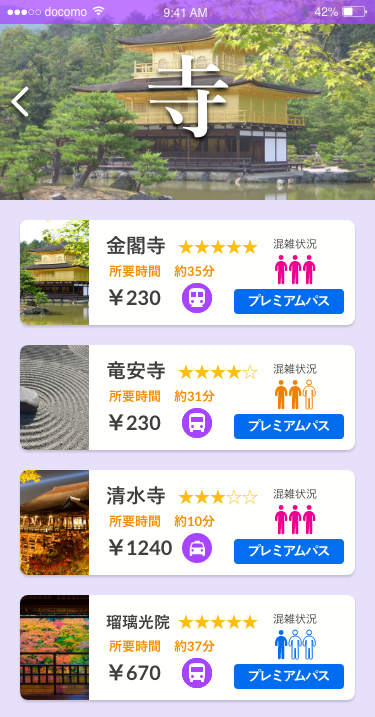 docomo 9:41 AM 42%
寺
金閣寺 ★★★★★ 混雑状況
所要時間 約35分
￥230 プレミアムパス
竜安寺 ★★★★☆ 混雑状況
所要時間 約31分
￥230 プレミアムパス
清水寺 ★★★☆☆ 混雑状況
所要時間 約10分
￥1240 プレミアムパス
瑠璃光院 ★★★★★ 混雑状況
所要時間 約37分
￥670 プレミアムパス